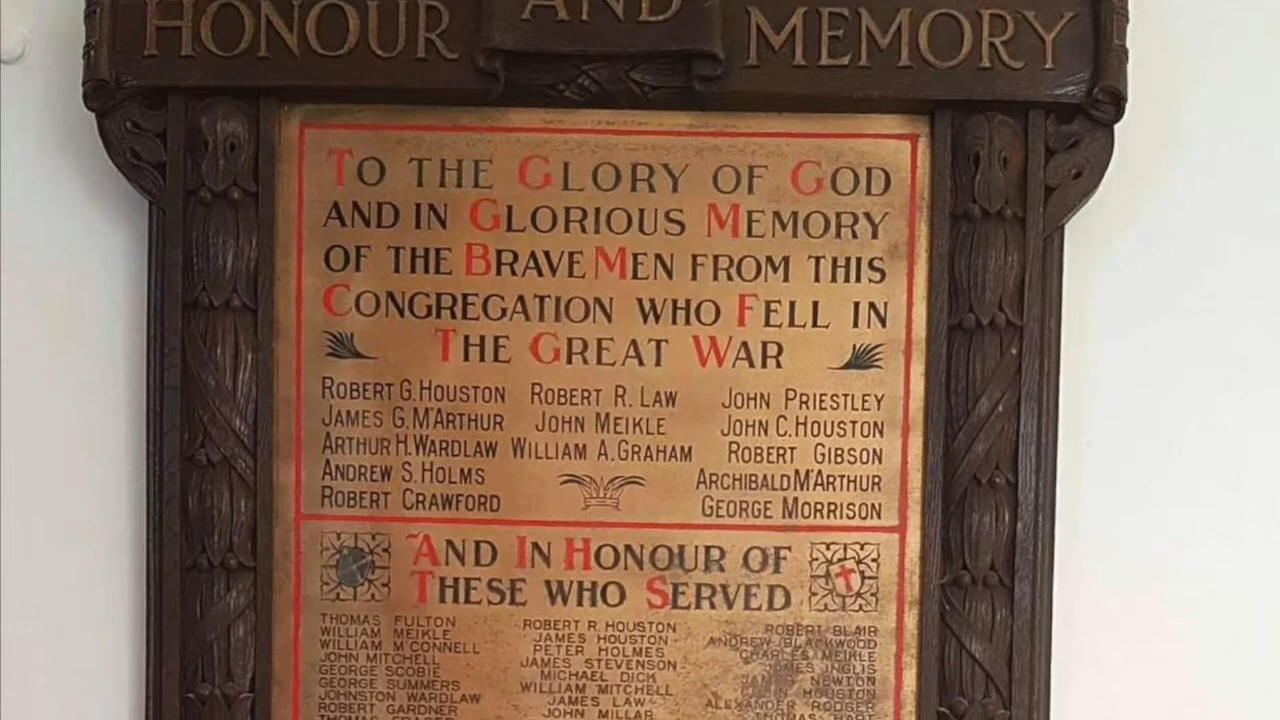 HONOUR AND MEMORY
TO THE GLORY OF GOD
AND IN GLORIOUS MEMORY
OF THE BRAVE MEN FROM THIS
CONGREGATION WHO FELL IN
THE GREAT WAR
ROBERT G. HOUSTON ROBERT R. LAW JOHN PRIESTLEY
JAMES G. MCARTHUR JOHN MEIKLE JOHN C. HOUSTON
ARTHUR H. WARDLAW WILLIAM A. GRAHAM ROBERT GIBSON
ANDREW S. HOLMS ARCHIBALD MCARTHUR
ROBERT CRAWFORD GEORGE MORRISON
AND IN HONOUR OF
THESE WHO SERVED
THOMAS FULTON ROBERT R. HOUSTON ROBERT BLAIR
WILLIAM MEIKLE JAMES HOUSTON ANDREW BLACKWOOD
WILLIAM MCCONNELL PETER HOLMES CHARLES MEIKLE
JOHN MITCHELL JAMES STEVENSON JAMES INGLIS
GEORGE SCOBIE MICHAEL DICK NEWTON
GEORGE SUMMERS WILLIAM MITCHELL HOUSTON
JOHNSTON WARDLAW JAMES LAW ALEXANDER RODGER
ROBERT GARDNER JOHN MILLAR THOMAS HART
THOMAS FRASER